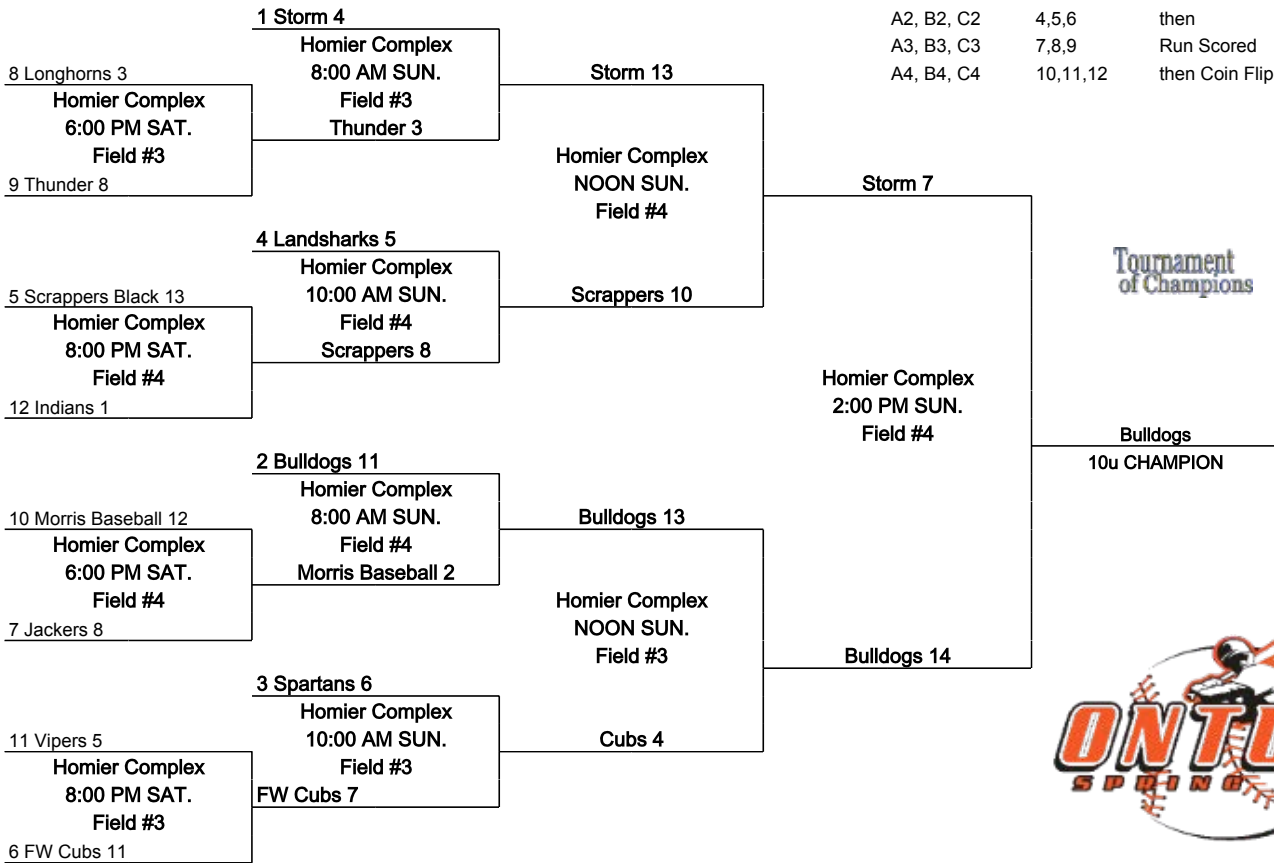 1 Storm 4
A2, B2, C2 4,5,6 then
Homier Complex
A3, B3, C3 7,8,9 Run Scored
8 Longhorns 3
8:00 AM SUN.
Storm 13
A4, B4, C4 10,11,12 then Coin Flip
Homier Complex
Field #3
6:00 PM SAT.
Thunder 3
Field #3
Homier Complex
9 Thunder 8
NOON SUN.
Storm 7
Field #4
4 Landsharks 5
Homier Complex
Tournament
of Champions
5 Scrappers Black 13
10:00 AM SUN.
Scrappers 10
Homier Complex
Field #4
8:00 PM SAT.
Scrappers 8
Field #4
Homier Complex
12 Indians 1
2:00 PM SUN.
Field #4
Bulldogs
2 Bulldogs 11
10u CHAMPION
Homier Complex
10 Morris Baseball 12
8:00 AM SUN.
Bulldogs 13
Homier Complex
Field #4
6:00 PM SAT.
Morris Baseball 2
Field #4
Homier Complex
7 Jackers 8
NOON SUN.
Field #3
Bulldogs 14
3 Spartans 6
Homier Complex
11 Vipers 5
10:00 AM SUN.
Cubs 4
Homier Complex
Field #3
8:00 PM SAT.
FW Cubs 7
Field #3
6 FW Cubs 11
SPRING